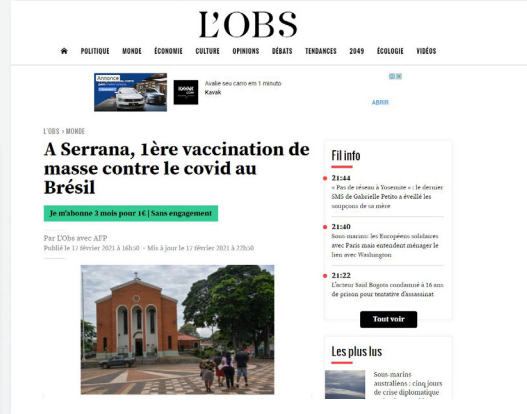 L'OBS
POLITIQUE MONDE ÉCONOMIE CULTURE OPINIONS DÉBATS TENDANCES 2049 ÉCOLOGIE VIDÉOS
Annonce
KAVAK
Avalie seu carro em 1 minuto
Kavak
ABRIR
L'OBS > MONDE
A Serrana, 1ère vaccination de
masse contre le covid au
Brésil
Je m'abonne 3 mois pour 1€ | Sans engagement
Par L'Obs avec AFP
Publié le 17 février 2021 à 16h50 - Mis à jour le 17 février 2021 à 22h50
Fil info
21:44
« Pas de réseau à Yosemite » : le dernier
SMS de Gabrielle Petito a éveillé les
soupçons de sa mère
21:40
Sous-marins: les Européens solidaires
avec Paris mais entendent ménager le
lien avec Washington
21:22
L'acteur Saïd Bogota condamné à 16 ans
de prison pour tentative d'assassinat
Tout voir
Les plus lus
Sous-marins
australiens : cinq jours
de crise diplomatique